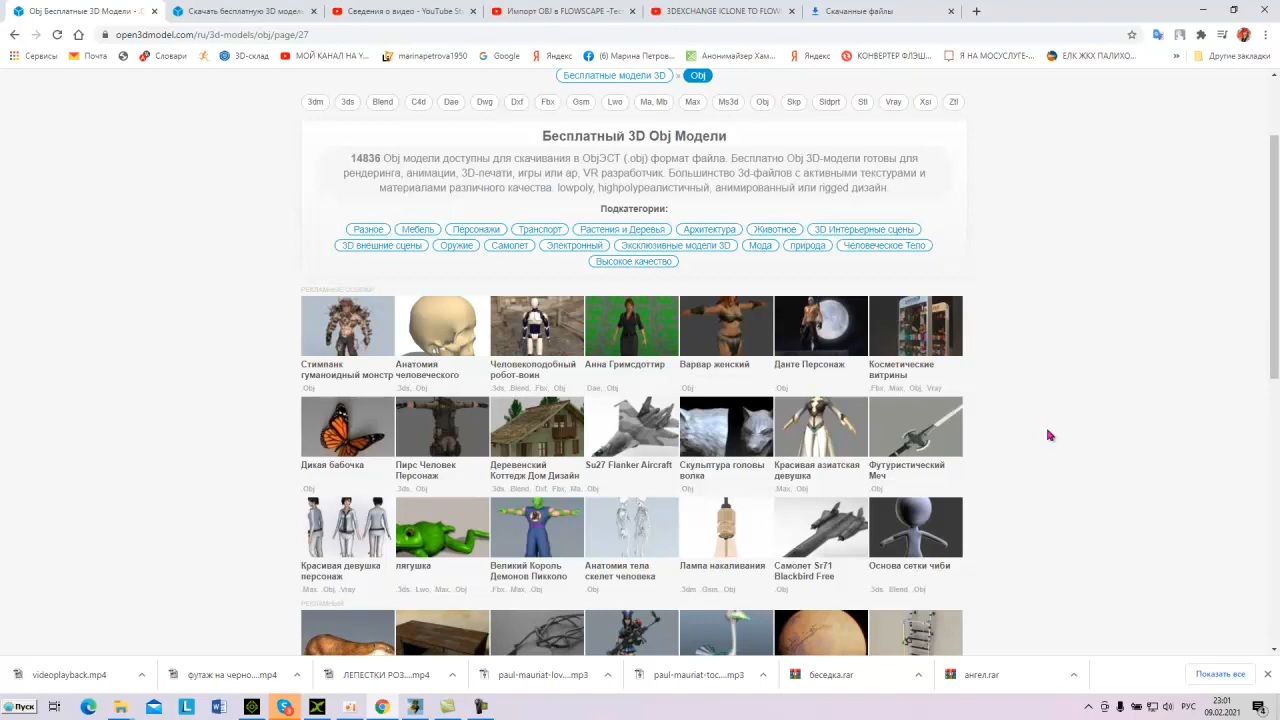 Obj Бесплатные 3D Модели - Do
Скачать бесплатную 3D модель
Сведения о видео - YouTube St
Импорт OBJ в FLOWSCAPE -Tec
3DEXCHANGE ICLONE TO FLOW
Скачанные файлы
open3dmodel.com/ru/3d-models/obj/page/27
Сервисы
Почта
Словари
Э...
3D-склад
МОЙ КАНАЛ НА Y...
marinapetrova1950
Google
Яндекс
(6) Марина Петров...
Анонимайзер Хам...
Яндекс
КОНВЕРТЕР ФЛЭШ...
Я НА МОСУСЛУГЕ-...
ЕЛК ЖКХ ПАЛИХО...
»
Другие закладки
Бесплатные модели 3D » Obj
3dm 3ds Blend C4d Dae Dwg Dxf Fbx Gsm Lwo Ma, Mb Max Ms3d Obj Skp Sldprt Stl Vray Xsi Ztl
Бесплатный 3D Obj Модели
14836 Obj модели доступны для скачивания в ObjЭСТ (.obj) формат файла. Бесплатно Obj 3D-модели готовы для
рендеринга, анимации, 3D-печати, игры или ар, VR разработчик. Большинство 3d-файлов с активными текстурами и
материалами различного качества. lowpoly, highpolyреалистичный, анимированный или rigged дизайн.
Подкатегории:
Разное Мебель Персонажи Транспорт Растения и Деревья Архитектура Животное 3D Интерьерные сцены
3D внешние сцены Оружие Самолет Электронный Эксклюзивные модели 3D Мода природа Человеческое Тело
Высокое качество
РЕКЛАМНЫЕ ССЫЛКИ
Стимпанк
гуманоидный монстр
.Obj
Анатомия
человеческого
.3ds, .Obj
Человекоподобный
робот-воин
.3ds, .Blend, .Fbx, .Obj
Анна Гримсдоттир
.Dae, .Obj
Варвар женский
.Obj
Данте Персонаж
.Obj
Косметические
витрины
.Fbx, .Max, .Obj, .Vray
Дикая бабочка
.Obj
Пирс Человек
Персонаж
.3ds, .Obj
Деревенский
Коттедж Дом Дизайн
.3ds, .Blend, .Dxf, .Fbx, .Ma,
Su27 Flanker Aircraft
.Obj
Скульптура головы
волка
.Obj
Красивая азиатская
девушка
.Max, .Obj
Футуристический
Меч
.Obj
Красивая девушка
персонаж
.Max, .Obj, .Vray
лягушка
.3ds, .Lwo, .Max, .Obj
Великий Король
Демонов Пикколо
.Fbx, .Max, .Obj
Анатомия тела
скелет человека
.Obj
Лампа накаливания
.3dm, .Gsm, .Obj
Самолет Sr71
Blackbird Free
.Obj
Основа сетки чиби
.3ds, .Blend, .Obj
РЕКЛАМНЫЙ
videoplayback.mp4
футаж на черно....mp4
ЛЕПЕСТКИ РОЗ....mp4
paul-mauriat-lov....mp3
paul-mauriat-toc....mp3
беседка.rar
ангел.rar
Показать все
Пуск
РУС
23:01
9.02.2021